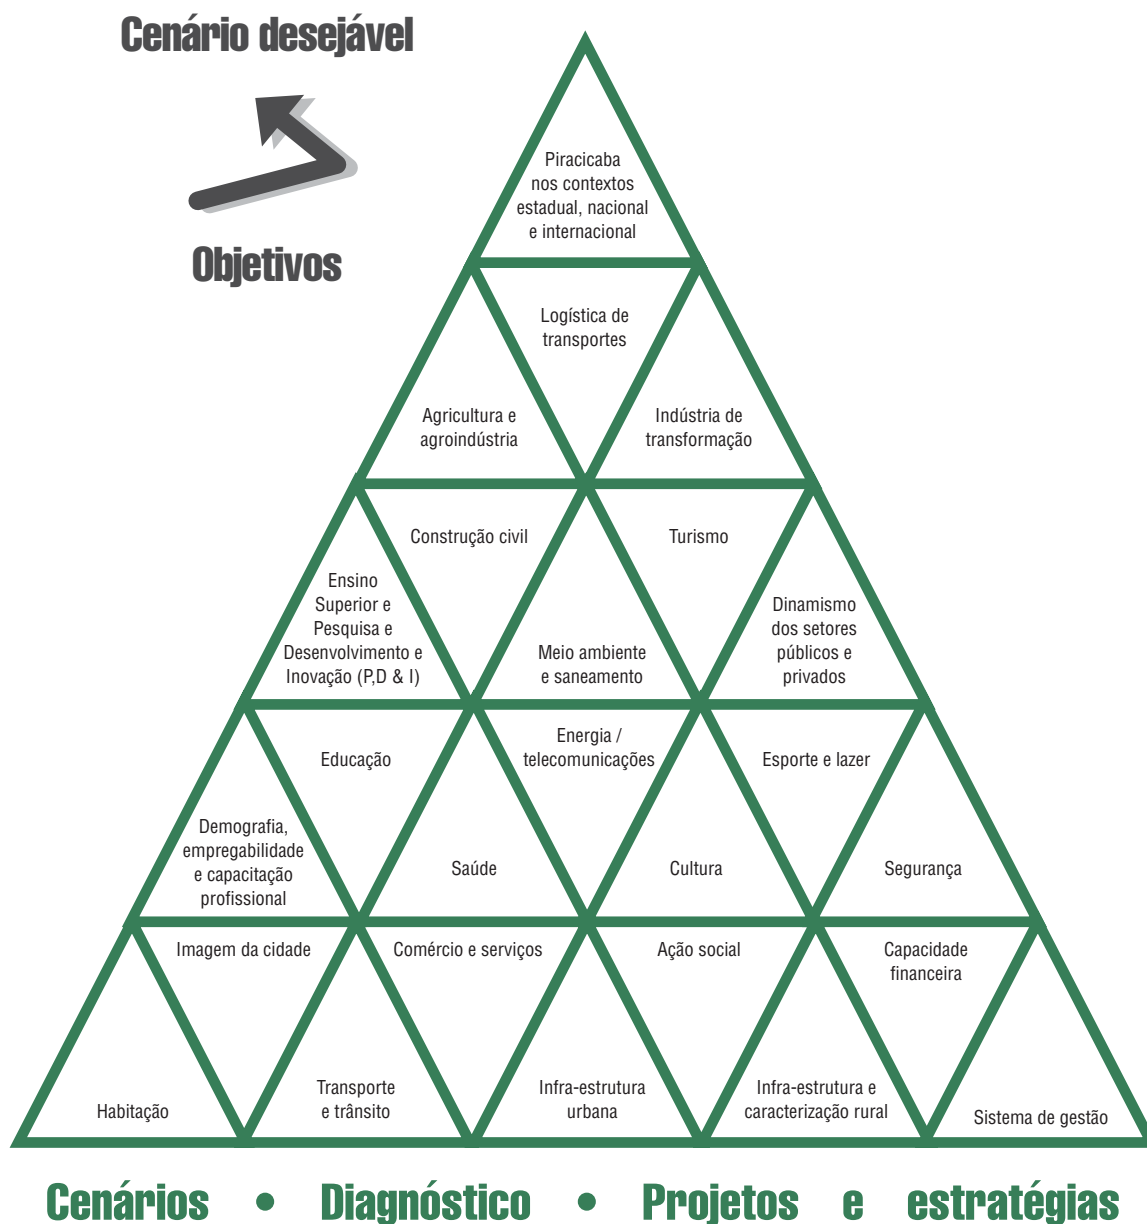 Cenário desejável
Objetivos
Piracicaba
nos contextos
estadual, nacional
e internacional
Logística de
transportes
Agricultura e
agroindústria
Indústria de
transformação
Construção civil
Turismo
Ensino
Superior e
Pesquisa e
Desenvolvimento e
Inovação (P,D & I)
Meio ambiente
e saneamento
Dinamismo
dos setores
públicos e
privados
Educação
Energia /
telecomunicações
Esporte e lazer
Demografia,
empregabilidade
e capacitação
profissional
Saúde
Cultura
Segurança
Imagem da cidade
Comércio e serviços
Ação social
Capacidade
financeira
Habitação
Transporte
e trânsito
Infra-estrutura
urbana
Infra-estrutura e
caracterização rural
Sistema de gestão
Cenários • Diagnóstico • Projetos e estratégias